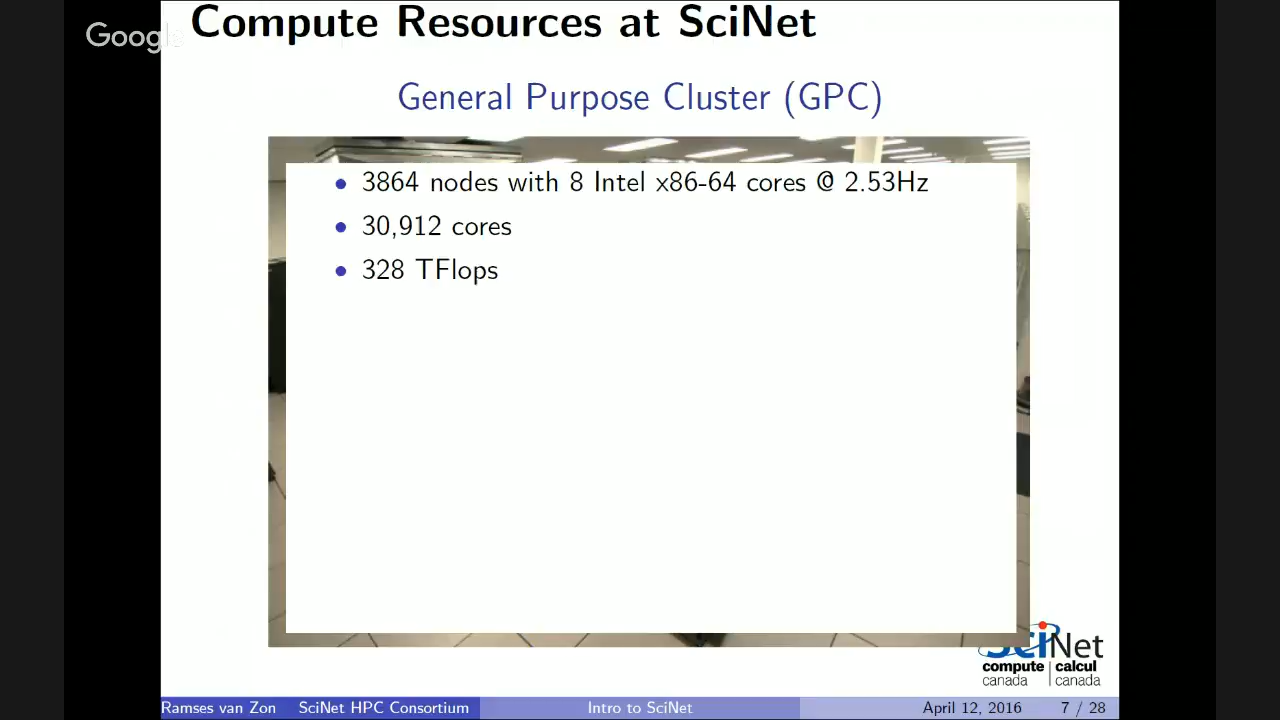 Google
Compute Resources at SciNet
General Purpose Cluster (GPC)
• 3864 nodes with 8 Intel x86-64 cores @ 2.53Hz
• 30,912 cores
• 328 TFlops
SciNet
compute | calcul
canada | canada
Ramses van Zon SciNet HPC Consortium Intro to SciNet April 12, 2016 7 / 28